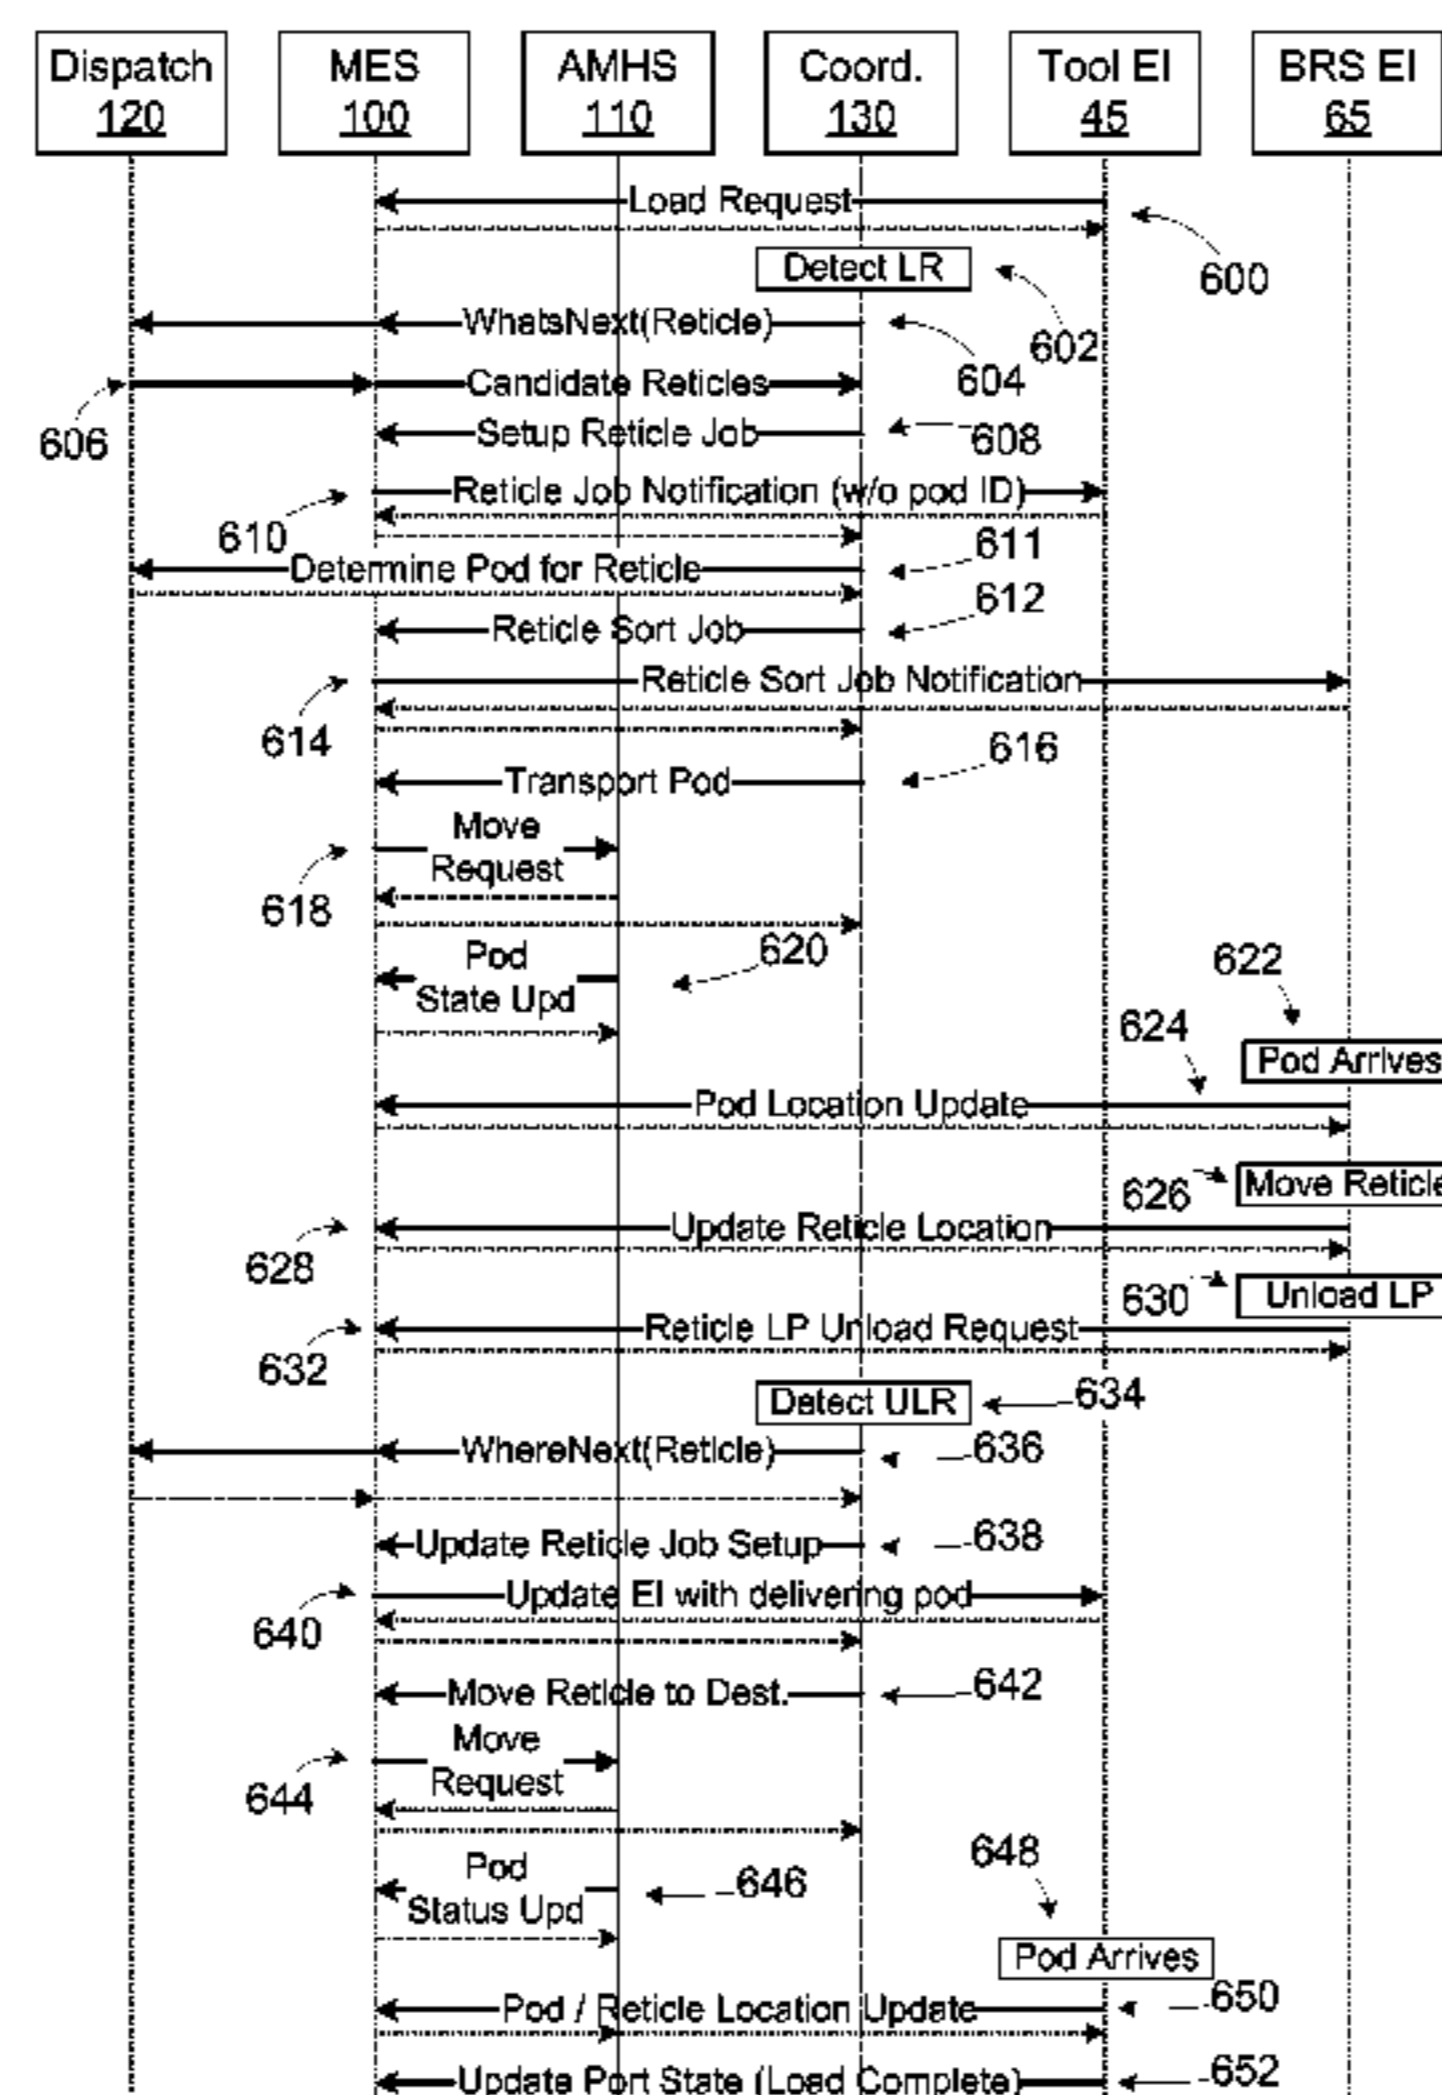 Dispatch MES AMHS Coord. Tool EI BRS EI
120 100 110 130 45 65
Load Request
600
Detect LR
602
WhatsNext(Reticle)
604
Candidate Reticles
606
Setup Reticle Job
608
Reticle Job Notification (w/o pod ID)
610
611
Determine Pod for Reticle
612
Reticle Sort Job
Reticle Sort Job Notification
614
616
Transport Pod
Move
Request
618
620
Pod
State Upd
622
624
Pod Arrives
Pod Location Update
626
Move Reticle
Update Reticle Location
628
630
Unload LP
Reticle LP Unload Request
632
Detect ULR
634
WhereNext(Reticle)
636
Update Reticle Job Setup
638
Update EI with delivering pod
640
Move Reticle to Dest.
642
Move
Request
644
648
Pod
Status Upd
646
Pod Arrives
Pod / Reticle Location Update
650
Update Port State (Load Complete)
652